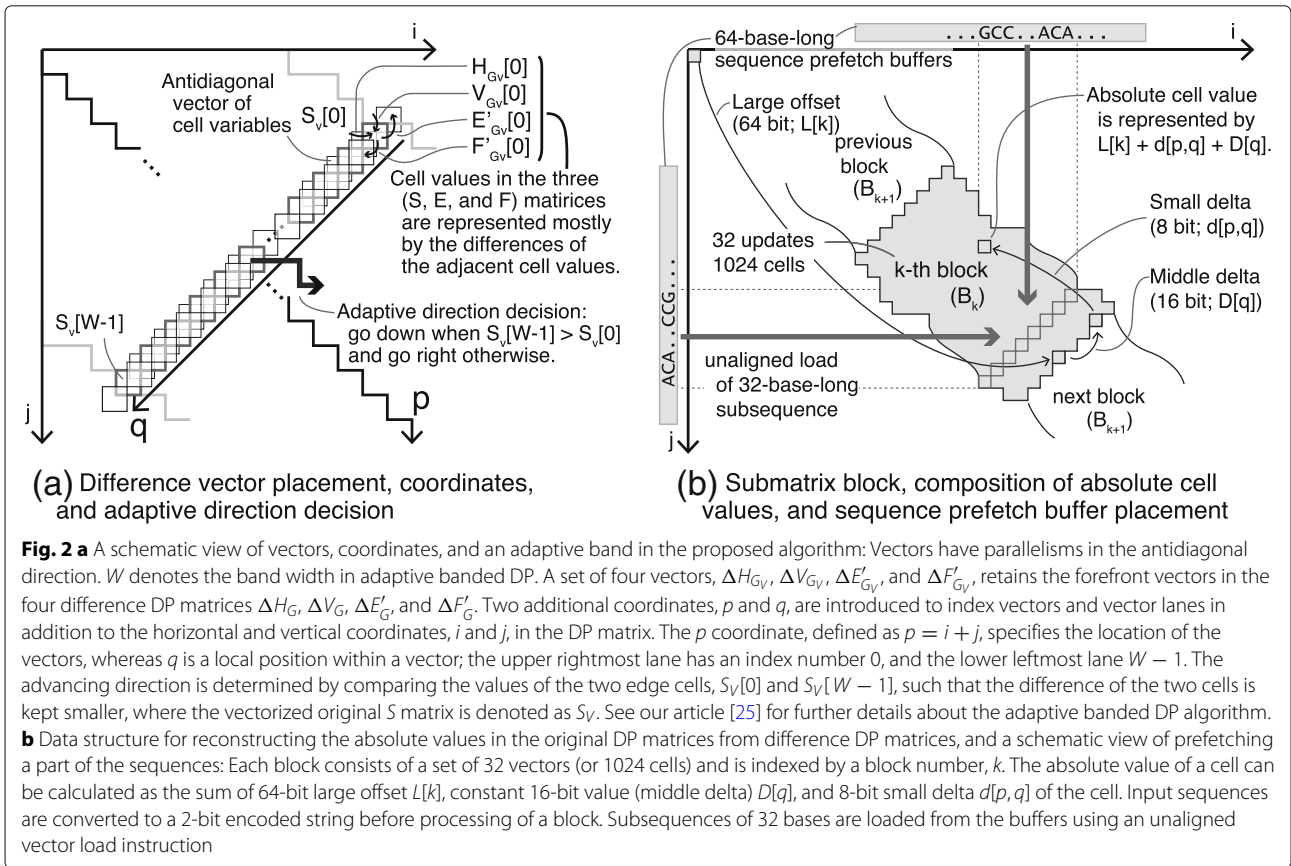 i
Antidiagonal
vector of
cell variables
S_v[0]
H_Gv[0]
V_Gv[0]
E'_Gv[0]
F'_Gv[0]
Cell values in the three
(S, E, and F) matirices
are represented mostly
by the differences of
the adjacent cell values.
Adaptive direction decision:
go down when S_v[W-1] > S_v[0]
and go right otherwise.
S_v[W-1]
j
q
p
(a) Difference vector placement, coordinates,
and adaptive direction decision
...GCC..ACA...
i
64-base-long
sequence prefetch buffers
Large offset
(64 bit; L[k])
previous
block
(B_k+1)
Absolute cell value
is represented by
L[k] + d[p,q] + D[q].
Small delta
(8 bit; d[p,q])
Middle delta
(16 bit; D[q])
32 updates
1024 cells
k-th block
(B_k)
ACA..CCG...
unaligned load
of 32-base-long
subsequence
next block
(B_k+1)
j
(b) Submatrix block, composition of absolute cell
values, and sequence prefetch buffer placement
Fig. 2 a A schematic view of vectors, coordinates, and an adaptive band in the proposed algorithm: Vectors have parallelisms in the antidiagonal
direction. W denotes the band width in adaptive banded DP. A set of four vectors, ΔH_G_V, ΔV_G_V, ΔE′_G_V, and ΔF′_G_V, retains the forefront vectors in the
four difference DP matrices ΔH_G, ΔV_G, ΔE′_G, and ΔF′_G. Two additional coordinates, p and q, are introduced to index vectors and vector lanes in
addition to the horizontal and vertical coordinates, i and j, in the DP matrix. The p coordinate, defined as p = i + j, specifies the location of the
vectors, whereas q is a local position within a vector; the upper rightmost lane has an index number 0, and the lower leftmost lane W − 1. The
advancing direction is determined by comparing the values of the two edge cells, S_V[0] and S_V[W − 1], such that the difference of the two cells is
kept smaller, where the vectorized original S matrix is denoted as S_V. See our article [25] for further details about the adaptive banded DP algorithm.
b Data structure for reconstructing the absolute values in the original DP matrices from difference DP matrices, and a schematic view of prefetching
a part of the sequences: Each block consists of a set of 32 vectors (or 1024 cells) and is indexed by a block number, k. The absolute value of a cell can
be calculated as the sum of 64-bit large offset L[k], constant 16-bit value (middle delta) D[q], and 8-bit small delta d[p, q] of the cell. Input sequences
are converted to a 2-bit encoded string before processing of a block. Subsequences of 32 bases are loaded from the buffers using an unaligned
vector load instruction